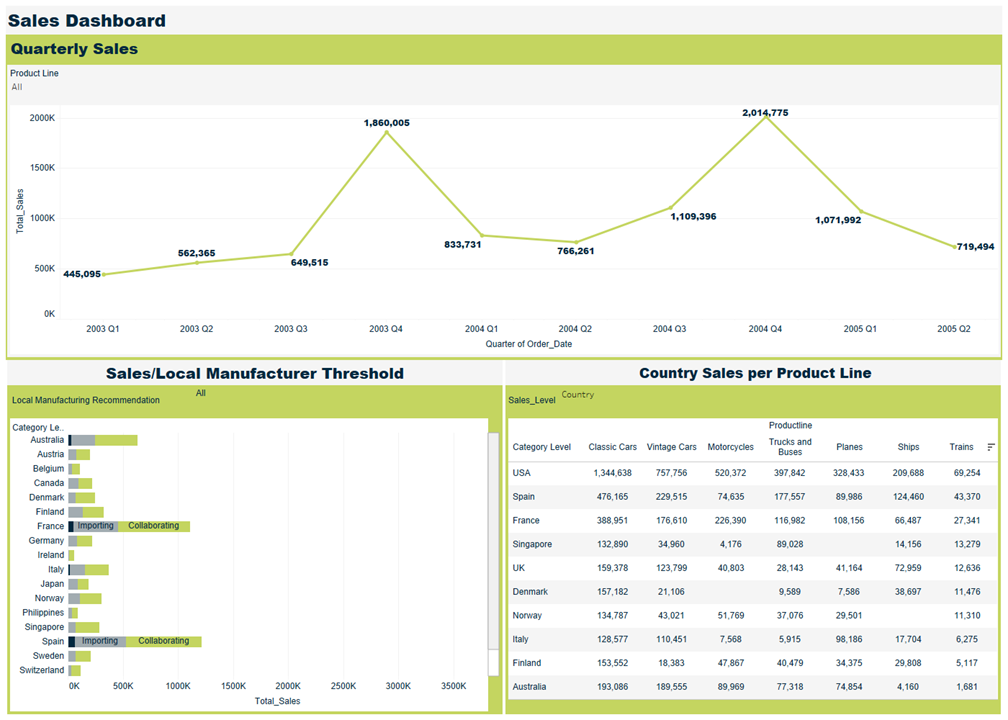 Sales Dashboard
Quarterly Sales
Product Line
All
2000K
1500K
1000K
500K
0K
Total_Sales
445,095
562,365
649,515
1,860,005
833,731
766,261
1,109,396
2,014,775
1,071,992
719,494
2003 Q1 2003 Q2 2003 Q3 2003 Q4 2004 Q1 2004 Q2 2004 Q3 2004 Q4 2005 Q1 2005 Q2
Quarter of Order_Date
Sales/Local Manufacturer Threshold
Local Manufacturing Recommendation All
Category Le..
Australia
Austria
Belgium
Canada
Denmark
Finland
France Importing Collaborating
Germany
Ireland
Italy
Japan
Norway
Philippines
Singapore
Spain Importing Collaborating
Sweden
Switzerland
0K 500K 1000K 1500K 2000K 2500K 3000K 3500K
Total_Sales
Country Sales per Product Line
Sales_Level Country
Productline
Category Level Classic Cars Vintage Cars Motorcycles Trucks and Buses Planes Ships Trains
USA 1,344,638 757,756 520,372 397,842 328,433 209,688 69,254
Spain 476,165 229,515 74,635 177,557 89,986 124,460 43,370
France 388,951 176,610 226,390 116,982 108,156 66,487 27,341
Singapore 132,890 34,960 4,176 89,028 14,156 13,279
UK 159,378 123,799 40,803 28,143 41,164 72,959 12,636
Denmark 157,182 21,106 9,589 7,586 38,697 11,476
Norway 134,787 43,021 51,769 37,076 29,501 11,310
Italy 128,577 110,451 7,568 5,915 98,186 17,704 6,275
Finland 153,552 18,383 47,867 40,479 34,375 29,808 5,117
Australia 193,086 189,555 89,969 77,318 74,854 4,160 1,681